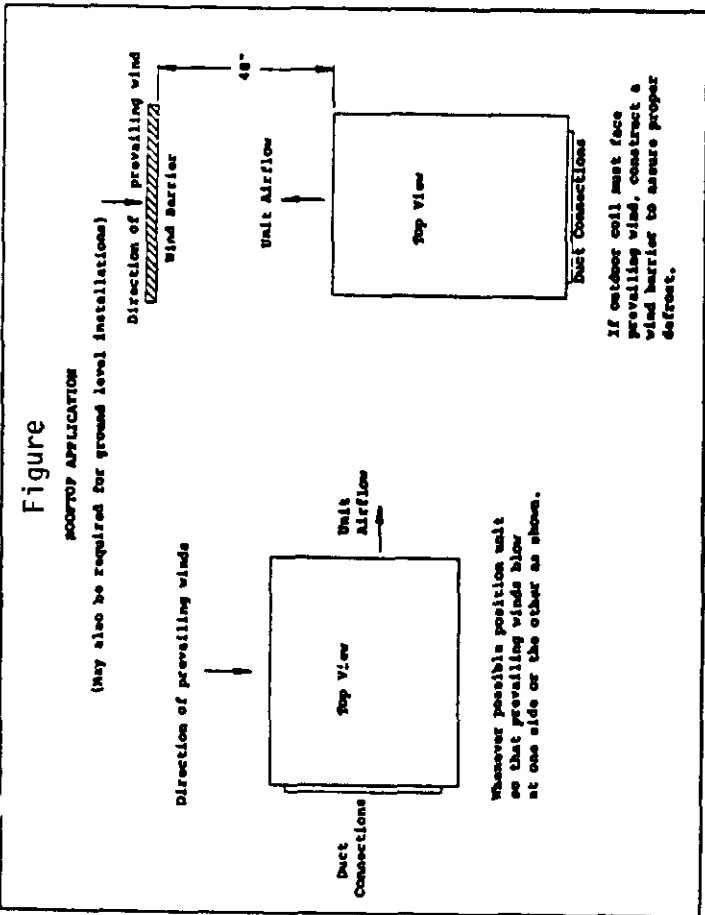 Figure
ROOFTOP APPLICATION
(May also be required for ground level installations)
Direction of prevailing winds
Top View
Unit
Airflow
Duct
Connections
Whenever possible position unit
so that prevailing winds blow
at one side or the other as shown.
Direction of prevailing wind
Wind Barrier
48"
Unit Airflow
Top View
Duct Connections
If outdoor coil must face
prevailing wind, construct a
wind barrier to assure proper
defrost.